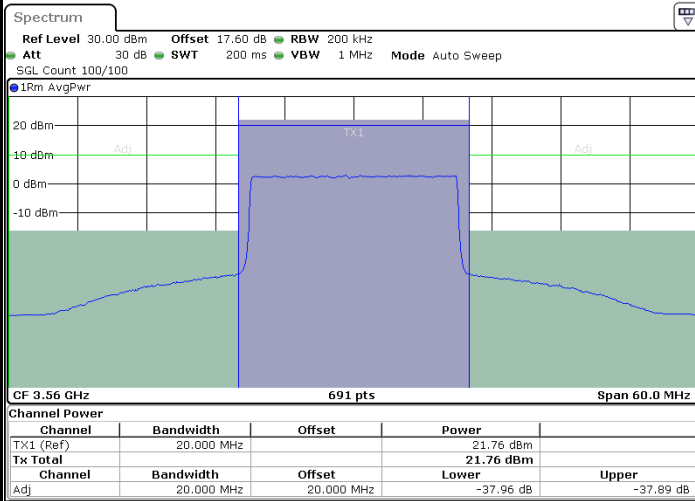 Spectrum
Ref Level 30.00 dBm Offset 17.60 dB RBW 200 kHz
Att 30 dB SWT 200 ms VBW 1 MHz Mode Auto Sweep
SGL Count 100/100
1Rm AvgPwr
20 dBm
TX1
Adj
Adj
10 dBm
0 dBm
-10 dBm
CF 3.56 GHz 691 pts Span 60.0 MHz
Channel Power
Channel Bandwidth Offset Power
TX1 (Ref) 20.000 MHz 21.76 dBm
Tx Total 21.76 dBm
Channel Bandwidth Offset Lower Upper
Adj 20.000 MHz 20.000 MHz -37.96 dB -37.89 dB